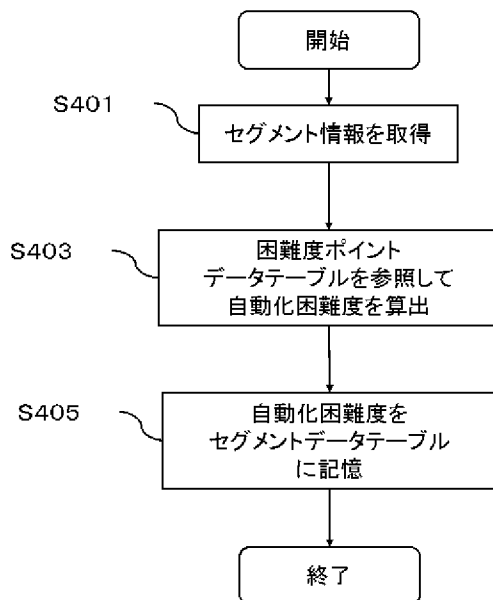 開始
S401
セグメント情報を取得
S403
困難度ポイント
データテーブルを参照して
自動化困難度を算出
S405
自動化困難度を
セグメントデータテーブル
に記憶
終了